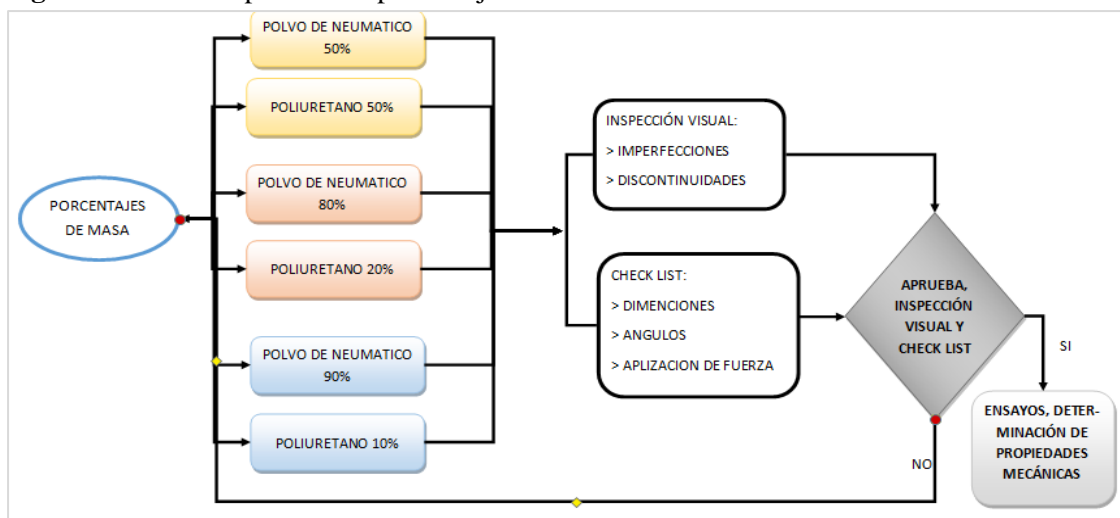 POLVO DE NEUMATICO
50%
POLIURETANO 50%
POLVO DE NEUMATICO
80%
PORCENTAJES
DE MASA
POLIURETANO 20%
POLVO DE NEUMATICO
90%
POLIURETANO 10%
INSPECCIÓN VISUAL:
> IMPERFECCIONES
> DISCONTINUIDADES
CHECK LIST:
> DIMENCIONES
> ANGULOS
> APLIZACION DE FUERZA
APRUEBA,
INSPECCIÓN
VISUAL Y
CHECK LIST
SI
NO
ENSAYOS, DETER-
MINACIÓN DE
PROPIEDADES
MECÁNICAS